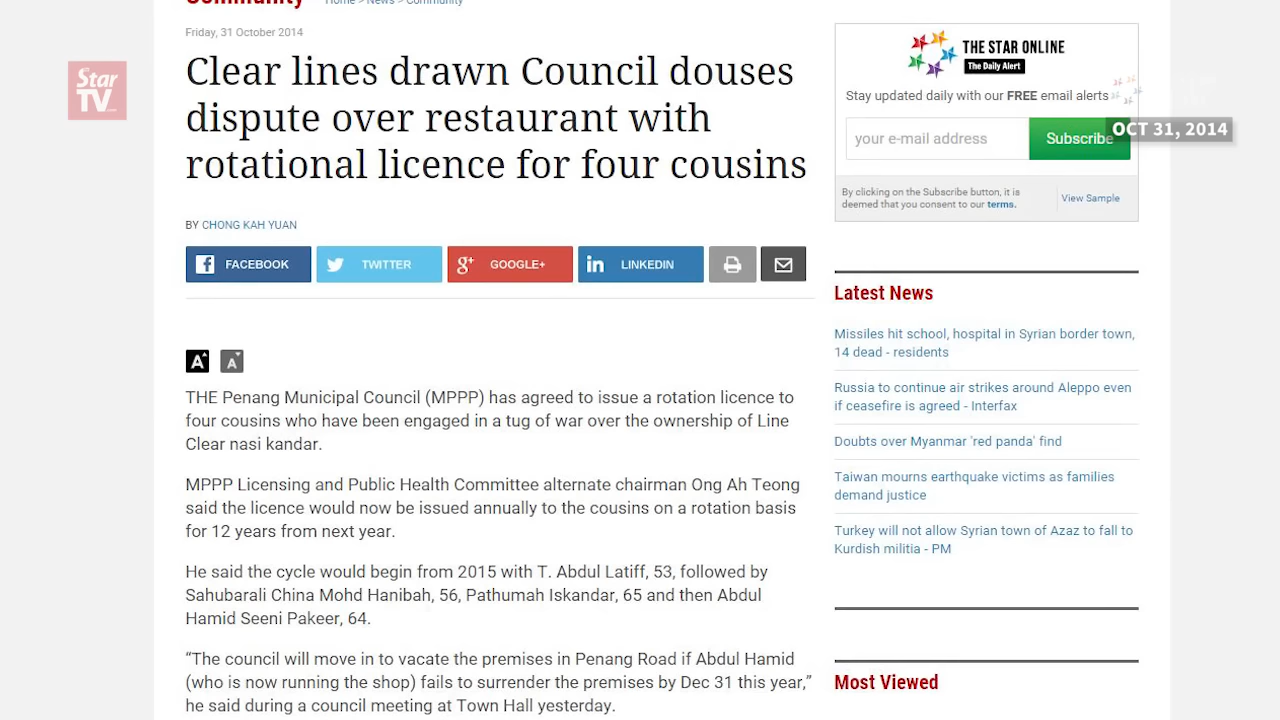 Community
Home > News > Community
Friday, 31 October 2014
Clear lines drawn Council douses
dispute over restaurant with
rotational licence for four cousins
BY CHONG KAH YUAN
FACEBOOK
TWITTER
GOOGLE+
LINKEDIN
THE Penang Municipal Council (MPPP) has agreed to issue a rotation licence to
four cousins who have been engaged in a tug of war over the ownership of Line
Clear nasi kandar.
MPPP Licensing and Public Health Committee alternate chairman Ong Ah Teong
said the licence would now be issued annually to the cousins on a rotation basis
for 12 years from next year.
He said the cycle would begin from 2015 with T. Abdul Latiff, 53, followed by
Sahubarali China Mohd Hanibah, 56, Pathumah Iskandar, 65 and then Abdul
Hamid Seeni Pakeer, 64.
“The council will move in to vacate the premises in Penang Road if Abdul Hamid
(who is now running the shop) fails to surrender the premises by Dec 31 this year,”
he said during a council meeting at Town Hall yesterday.
Star
TV
THE STAR ONLINE
The Daily Alert
Stay updated daily with our FREE email alerts
your e-mail address
Subscribe
OCT 31, 2014
By clicking on the Subscribe button, it is
deemed that you consent to our terms.
View Sample
Latest News
Missiles hit school, hospital in Syrian border town,
14 dead - residents
Russia to continue air strikes around Aleppo even
if ceasefire is agreed - Interfax
Doubts over Myanmar 'red panda' find
Taiwan mourns earthquake victims as families
demand justice
Turkey will not allow Syrian town of Azaz to fall to
Kurdish militia - PM
Most Viewed